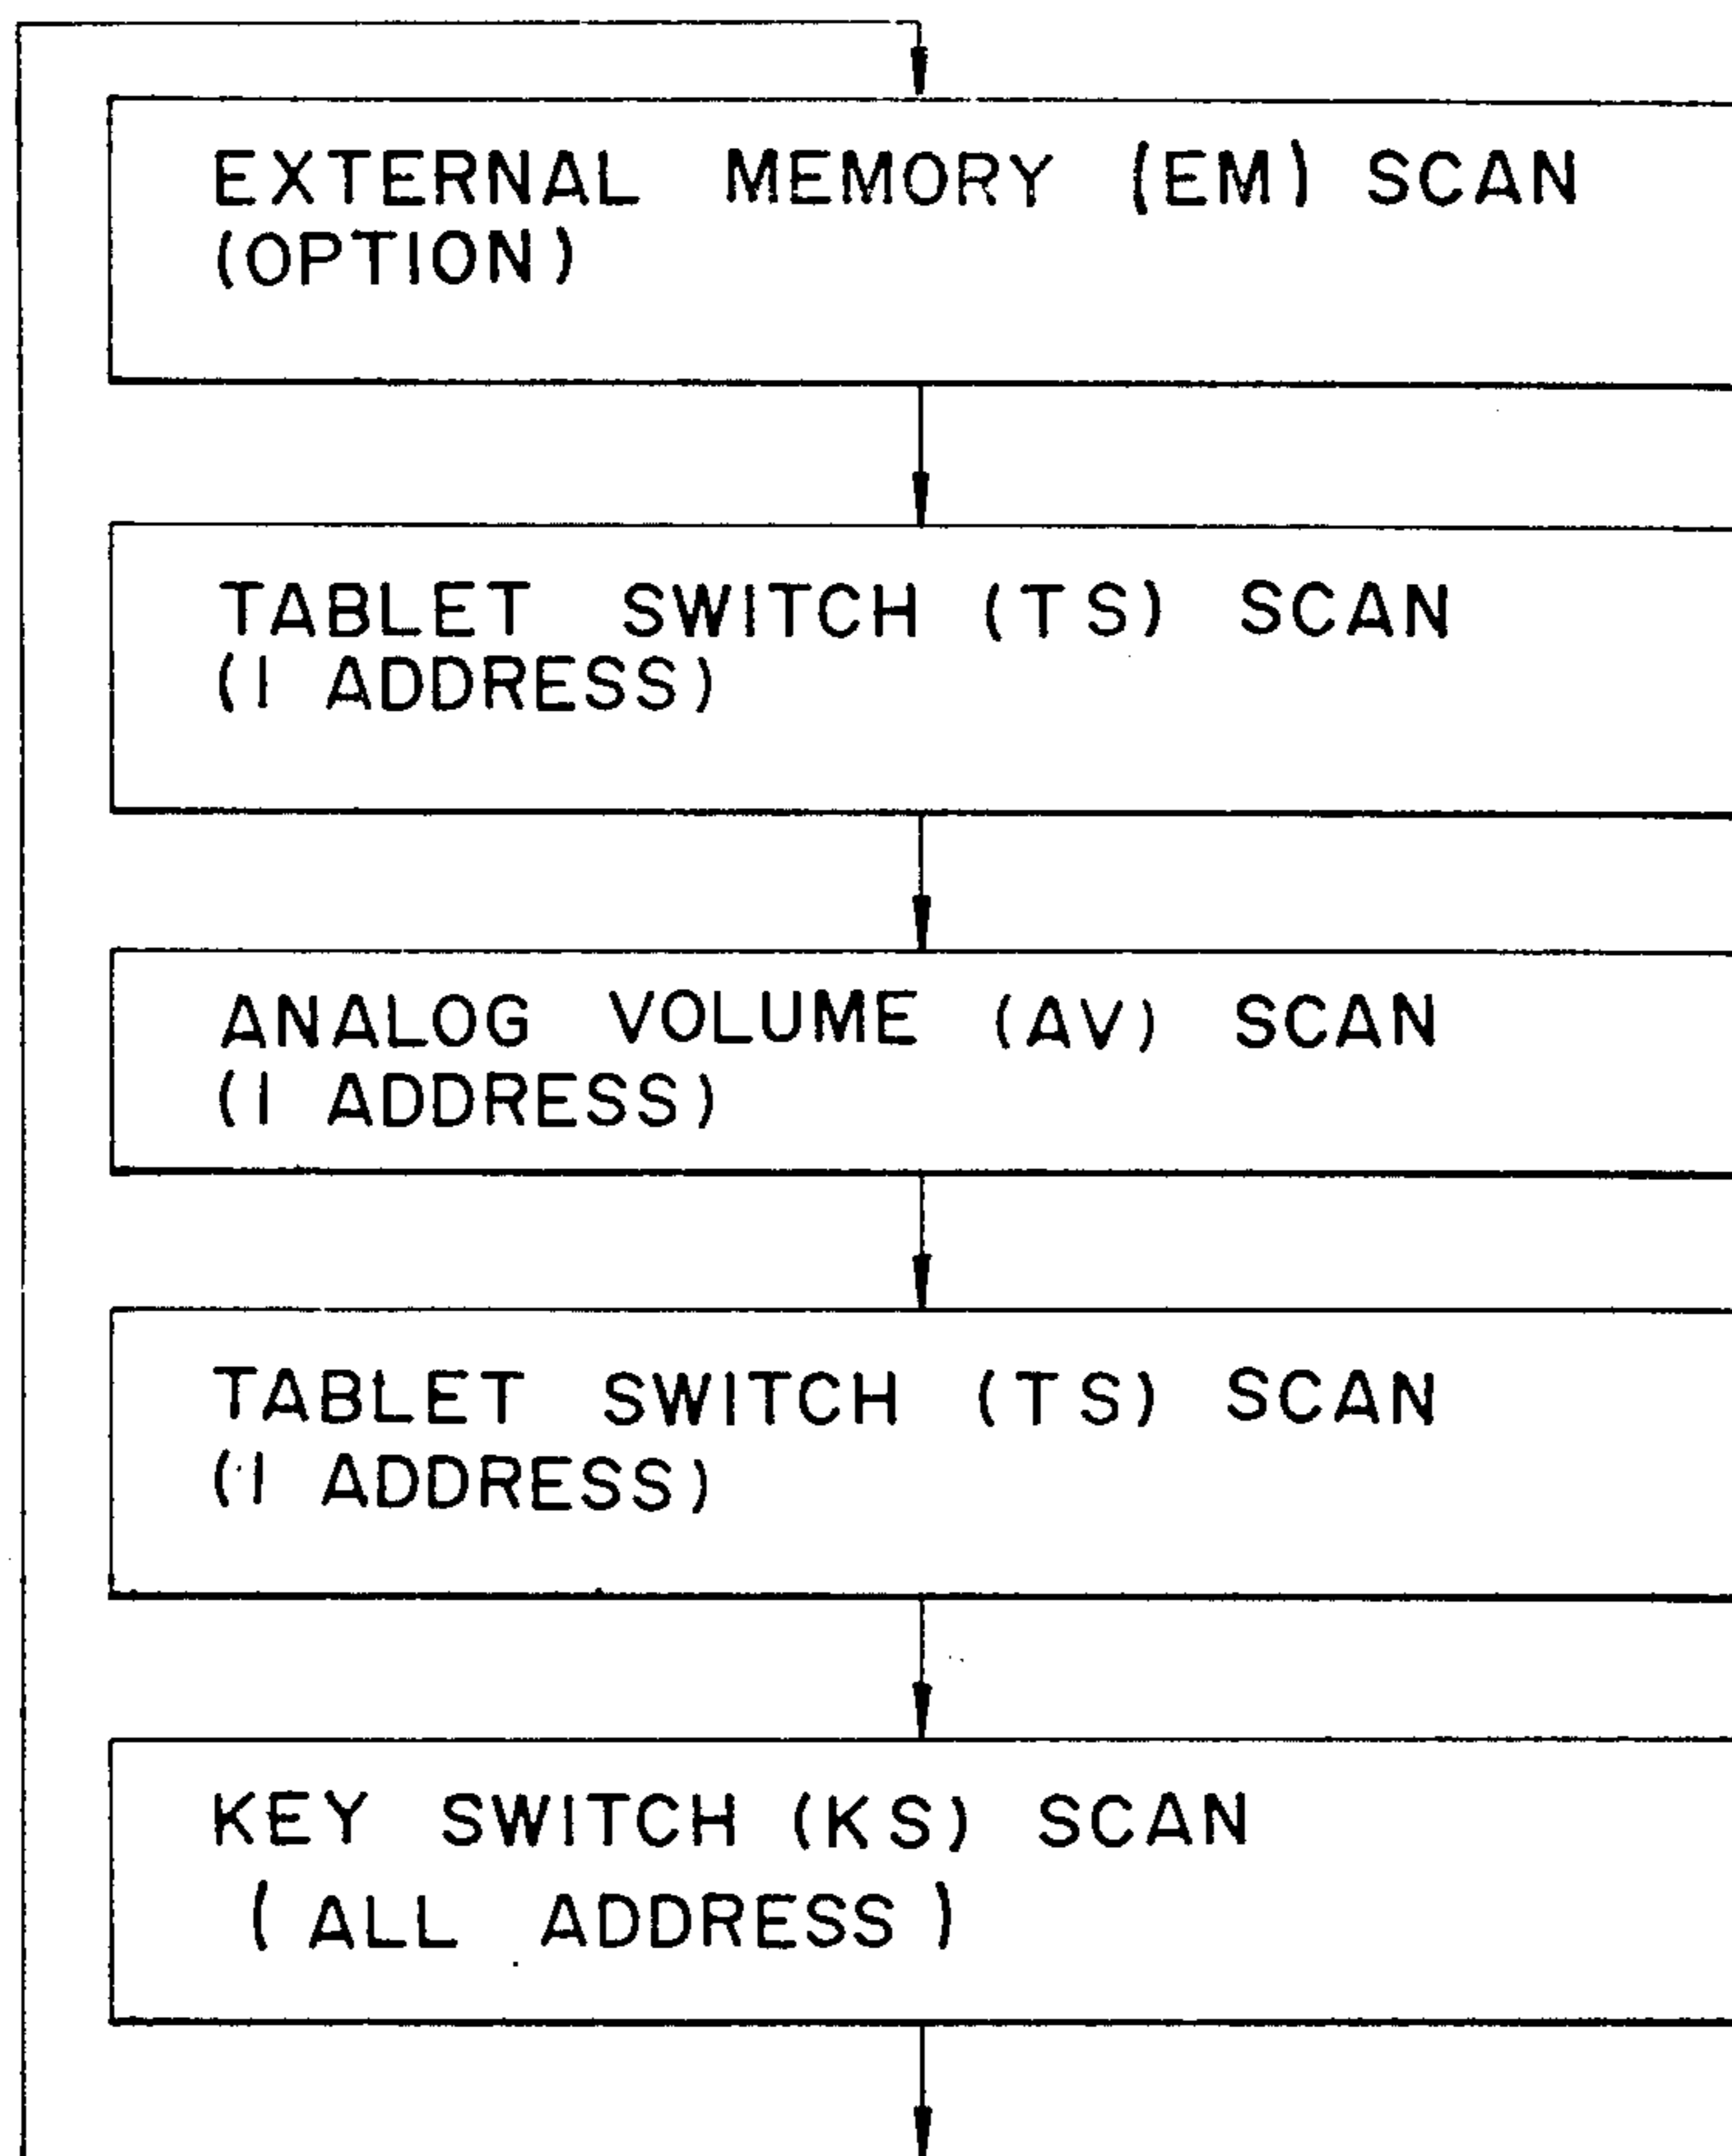 EXTERNAL MEMORY (EM) SCAN
(OPTION)
TABLET SWITCH (TS) SCAN
(1 ADDRESS)
ANALOG VOLUME (AV) SCAN
(1 ADDRESS)
TABLET SWITCH (TS) SCAN
(1 ADDRESS)
KEY SWITCH (KS) SCAN
(ALL ADDRESS)